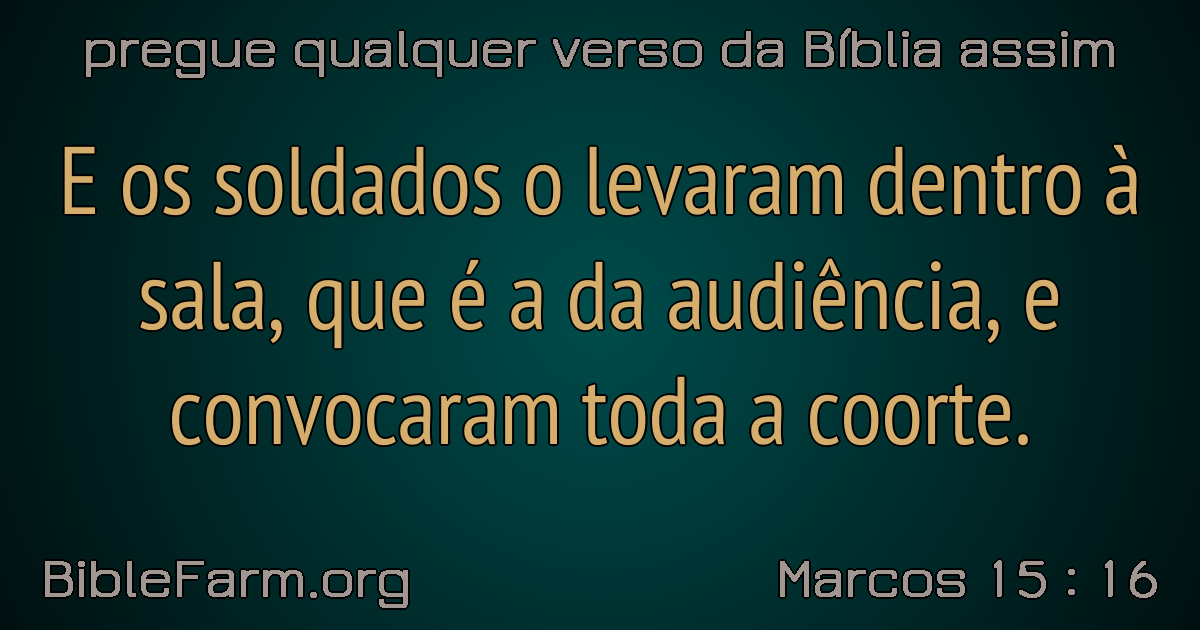 pregue qualquer verso da Bíblia assim
E os soldados o levaram dentro à
sala, que é a da audiência, e
convocaram toda a coorte.
BibleFarm.org
Marcos 15 : 16